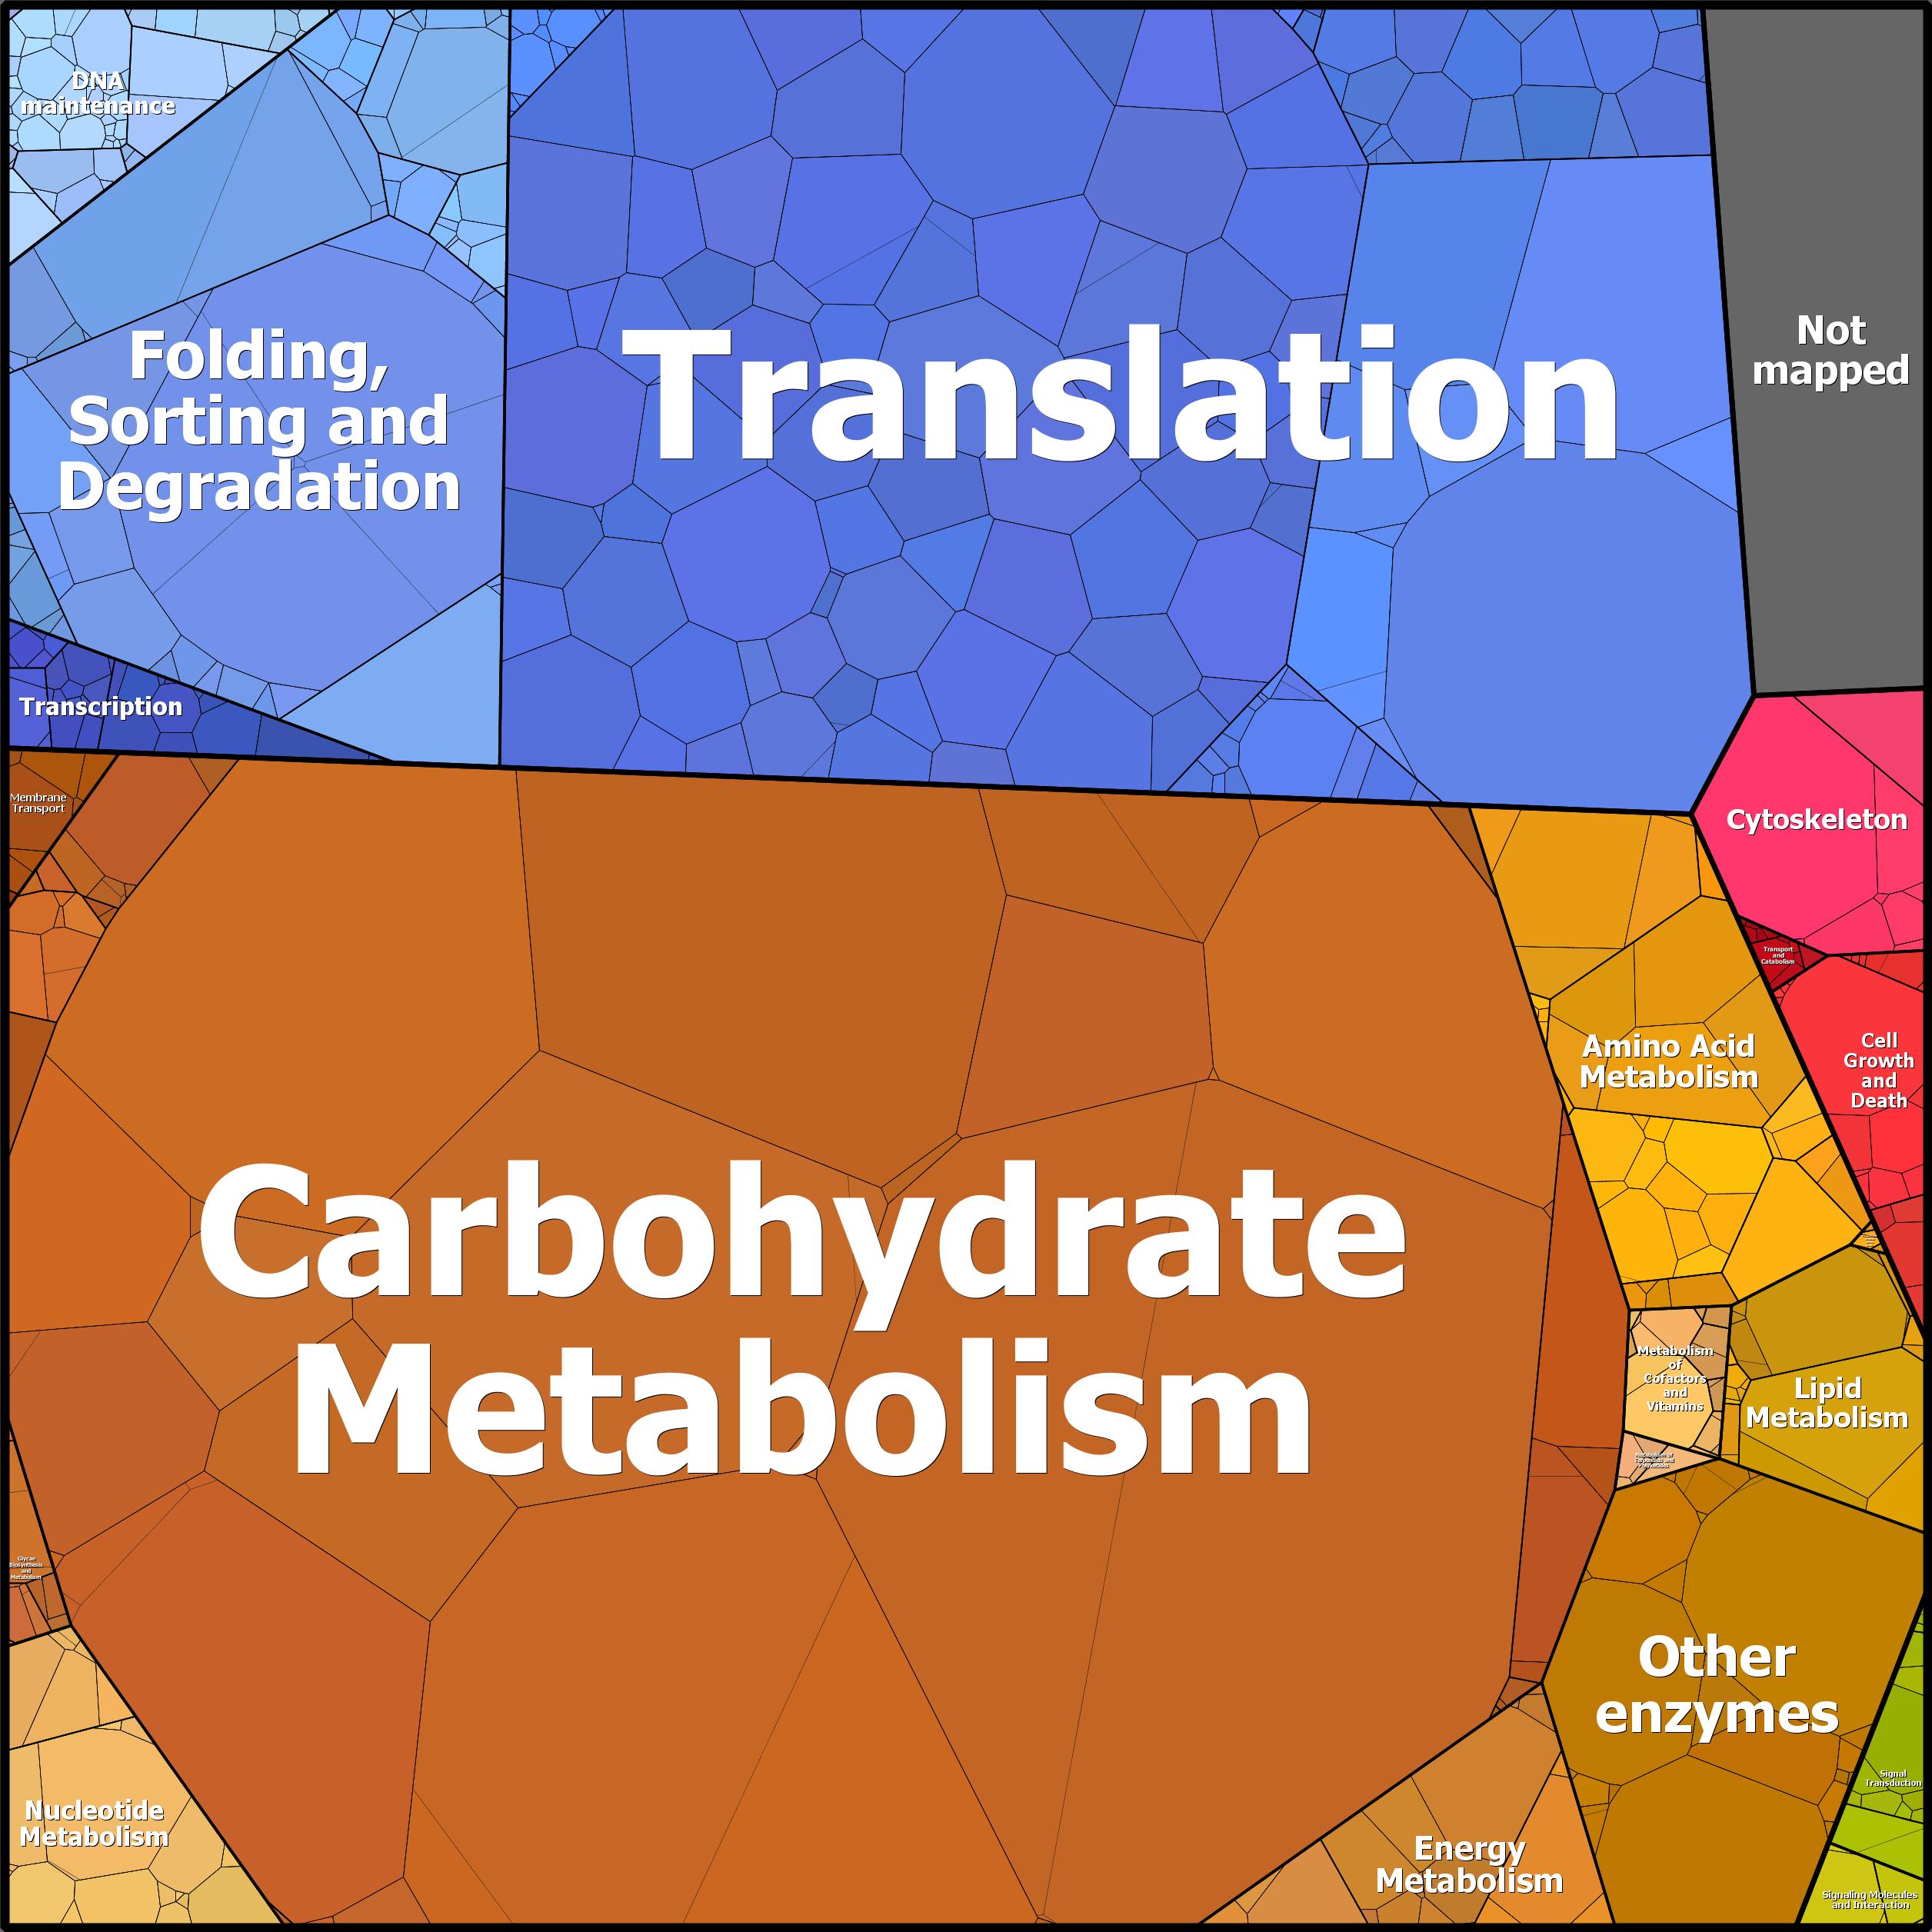 DNA
maintenance
Folding,
Sorting and
Degradation
Translation
Not
mapped
Transcription
Membrane
Transport
Cytoskeleton
Transport
and
Catabolism
Cell
Growth
and
Death
Amino Acid
Metabolism
Carbohydrate
Metabolism
Metabolism
of
Cofactors
and
Vitamins
Lipid
Metabolism
Glycan
Biosynthesis
and
Metabolism
Other
enzymes
Signal
Transduction
Nucleotide
Metabolism
Energy
Metabolism
Signaling Molecules
and Interaction